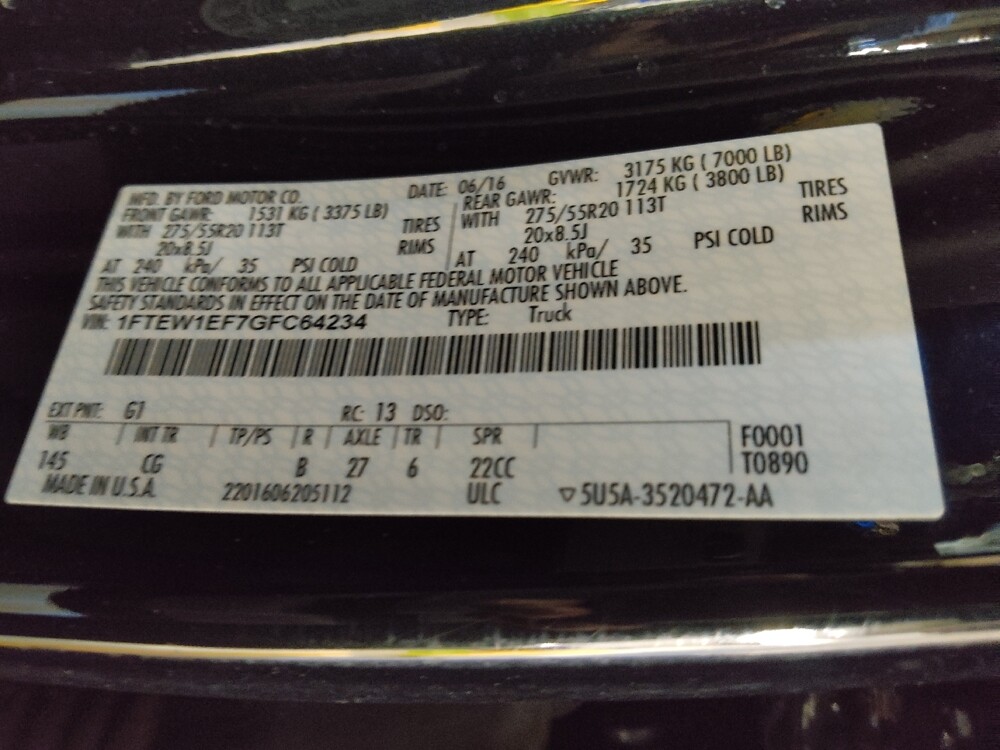 MFD. BY FORD MOTOR CO. DATE: 06/16 GVWR: 3175 KG ( 7000 LB)
FRONT GAWR: 1531 KG ( 3375 LB) REAR GAWR: 1724 KG ( 3800 LB)
WITH 275/55R20 113T TIRES WITH 275/55R20 113T TIRES
20x8.5J RIMS 20x8.5J RIMS
AT 240 kPa/ 35 PSI COLD AT 240 kPa/ 35 PSI COLD
THIS VEHICLE CONFORMS TO ALL APPLICABLE FEDERAL MOTOR VEHICLE
SAFETY STANDARDS IN EFFECT ON THE DATE OF MANUFACTURE SHOWN ABOVE.
VIN: 1FTEW1EF7GFC64234 TYPE: Truck
EXT PNT: G1 RC: 13 DSO:
WB INT TR TP/PS R AXLE TR SPR F0001
145 CG B 27 6 22CC T0890
MADE IN U.S.A. 2201606205112 ULC ▽5U5A-3520472-AA